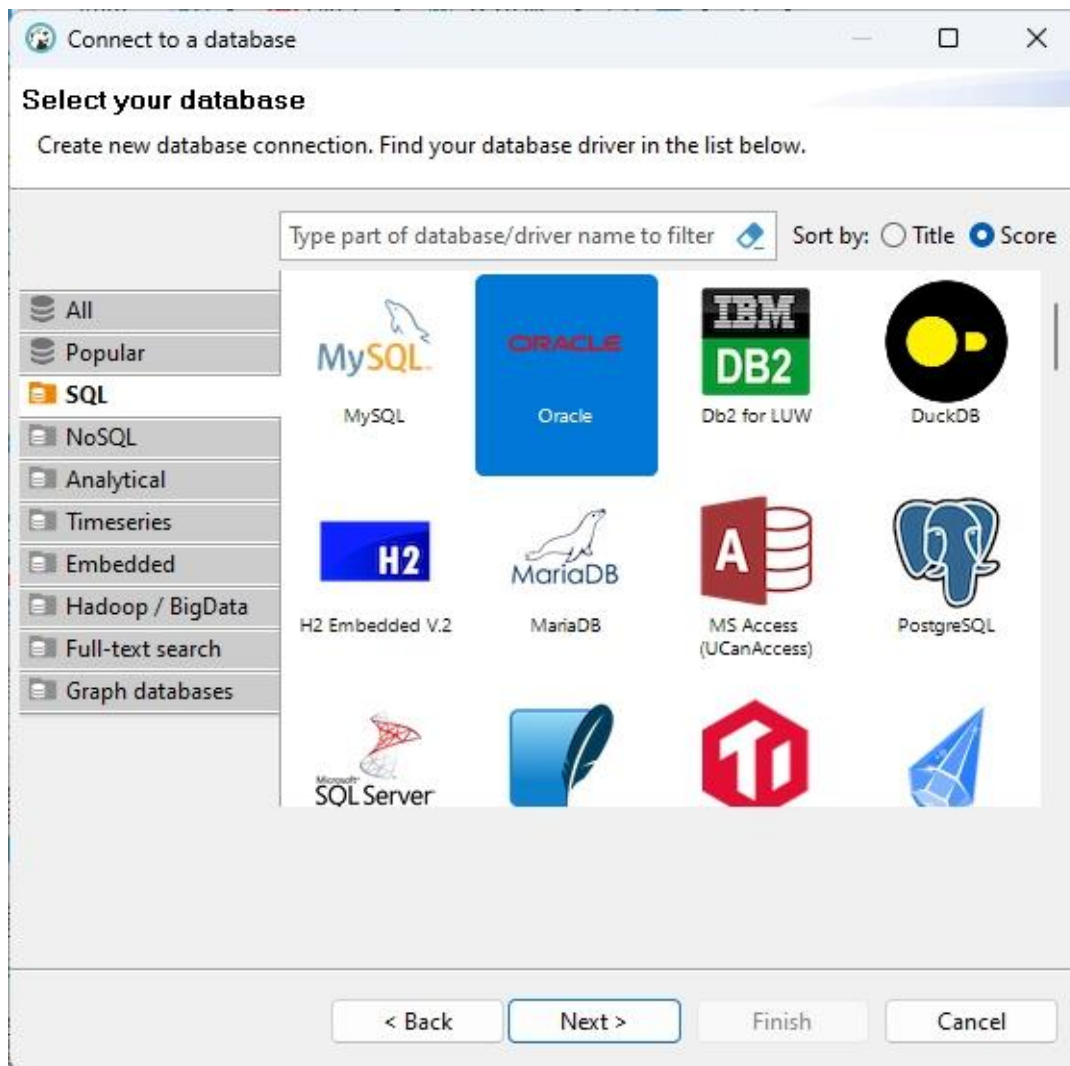 Connect to a database
Select your database
Create new database connection. Find your database driver in the list below.
Type part of database/driver name to filter
Sort by: Title Score
All
Popular
SQL
NoSQL
Analytical
Timeseries
Embedded
Hadoop / BigData
Full-text search
Graph databases
MySQL
ORACLE
IBM
DB2
MySQL
Oracle
Db2 for LUW
DuckDB
H2
MariaDB
A
H2 Embedded V.2
MariaDB
MS Access
(UCanAccess)
PostgreSQL
Microsoft
SQL Server
< Back
Next >
Finish
Cancel